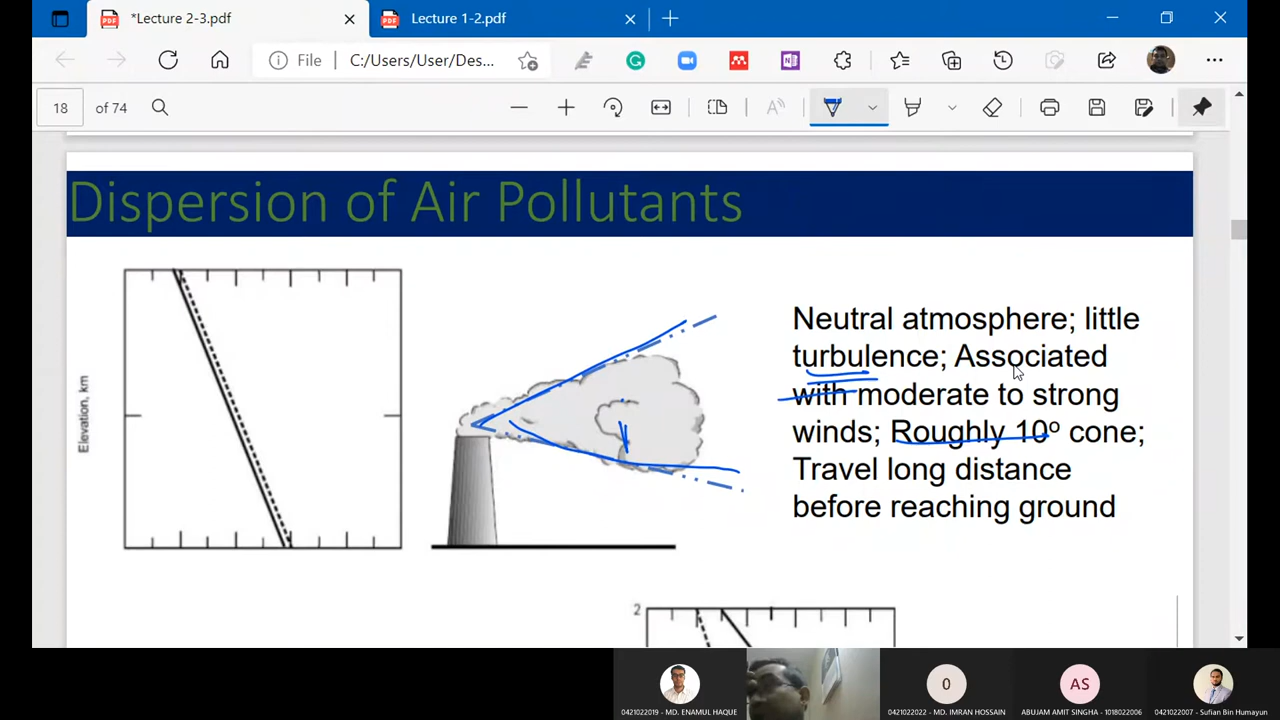 *Lecture 2-3.pdf
Lecture 1-2.pdf
File
C:/Users/User/Des...
18 of 74
Dispersion of Air Pollutants
Elevation, km
Neutral atmosphere; little
turbulence; Associated
with moderate to strong
winds; Roughly 10º cone;
Travel long distance
before reaching ground
2
0
AS
0421022019 - MD. ENAMUL HAQUE
0421022022 - MD. IMRAN HOSSAIN
ABUJAM AMIT SINGHA - 1018022006
0421022007 - Sufian Bin Humayun